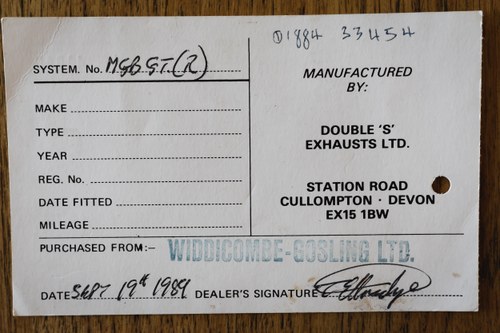 01884 33454
SYSTEM. No. MGB GT (R)
MANUFACTURED
BY:
MAKE
TYPE
DOUBLE 'S'
EXHAUSTS LTD.
YEAR
REG. No.
DATE FITTED
MILEAGE
STATION ROAD
CULLOMPTON · DEVON
EX15 1BW
PURCHASED FROM:– WIDDICOMBE-GOSLING LTD.
DATE Sept 19th 1989 DEALER'S SIGNATURE